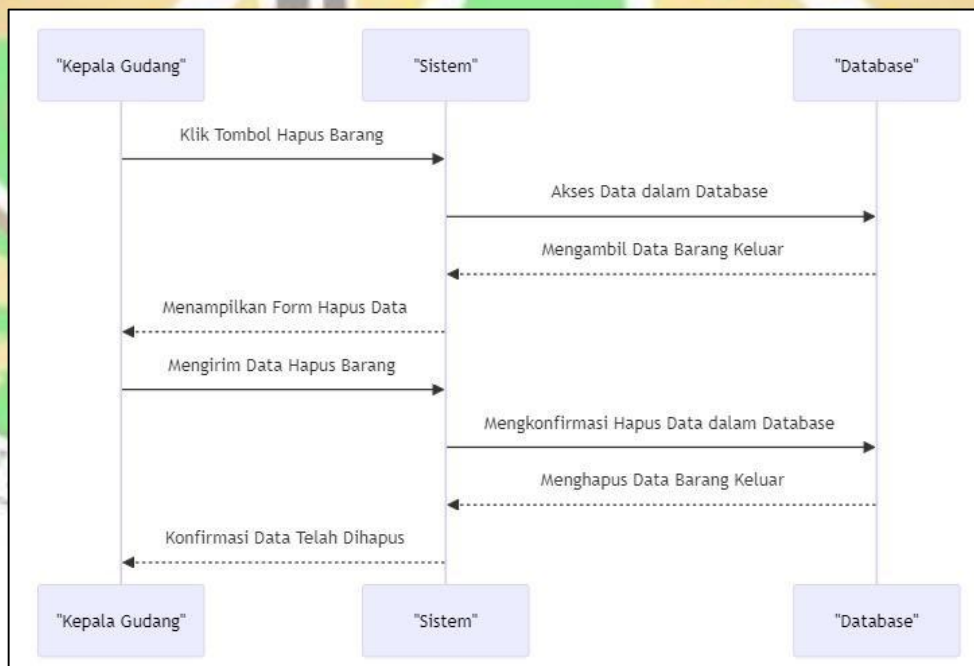 "Kepala Gudang"
"Sistem"
"Database"
Klik Tombol Hapus Barang
Akses Data dalam Database
Mengambil Data Barang Keluar
Menampilkan Form Hapus Data
Mengirim Data Hapus Barang
Mengkonfirmasi Hapus Data dalam Database
Menghapus Data Barang Keluar
Konfirmasi Data Telah Dihapus
"Kepala Gudang"
"Sistem"
"Database"